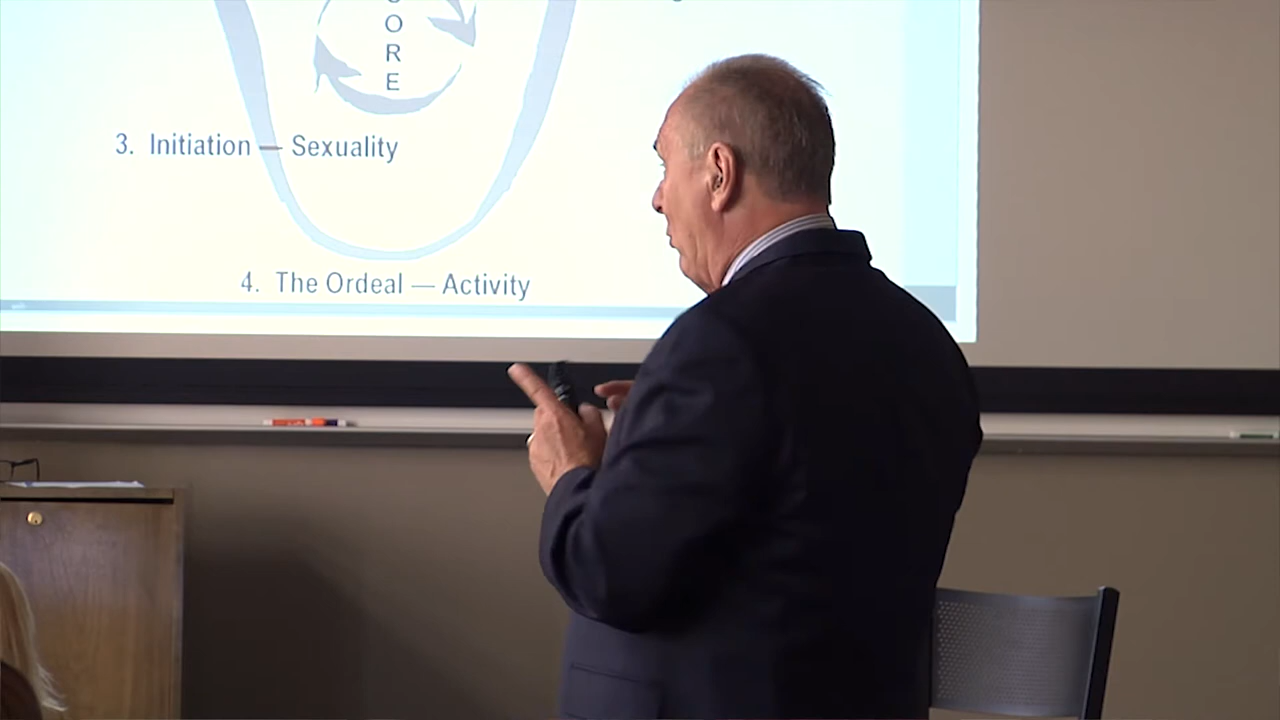 O
R
E
3. Initiation — Sexuality
4. The Ordeal — Activity